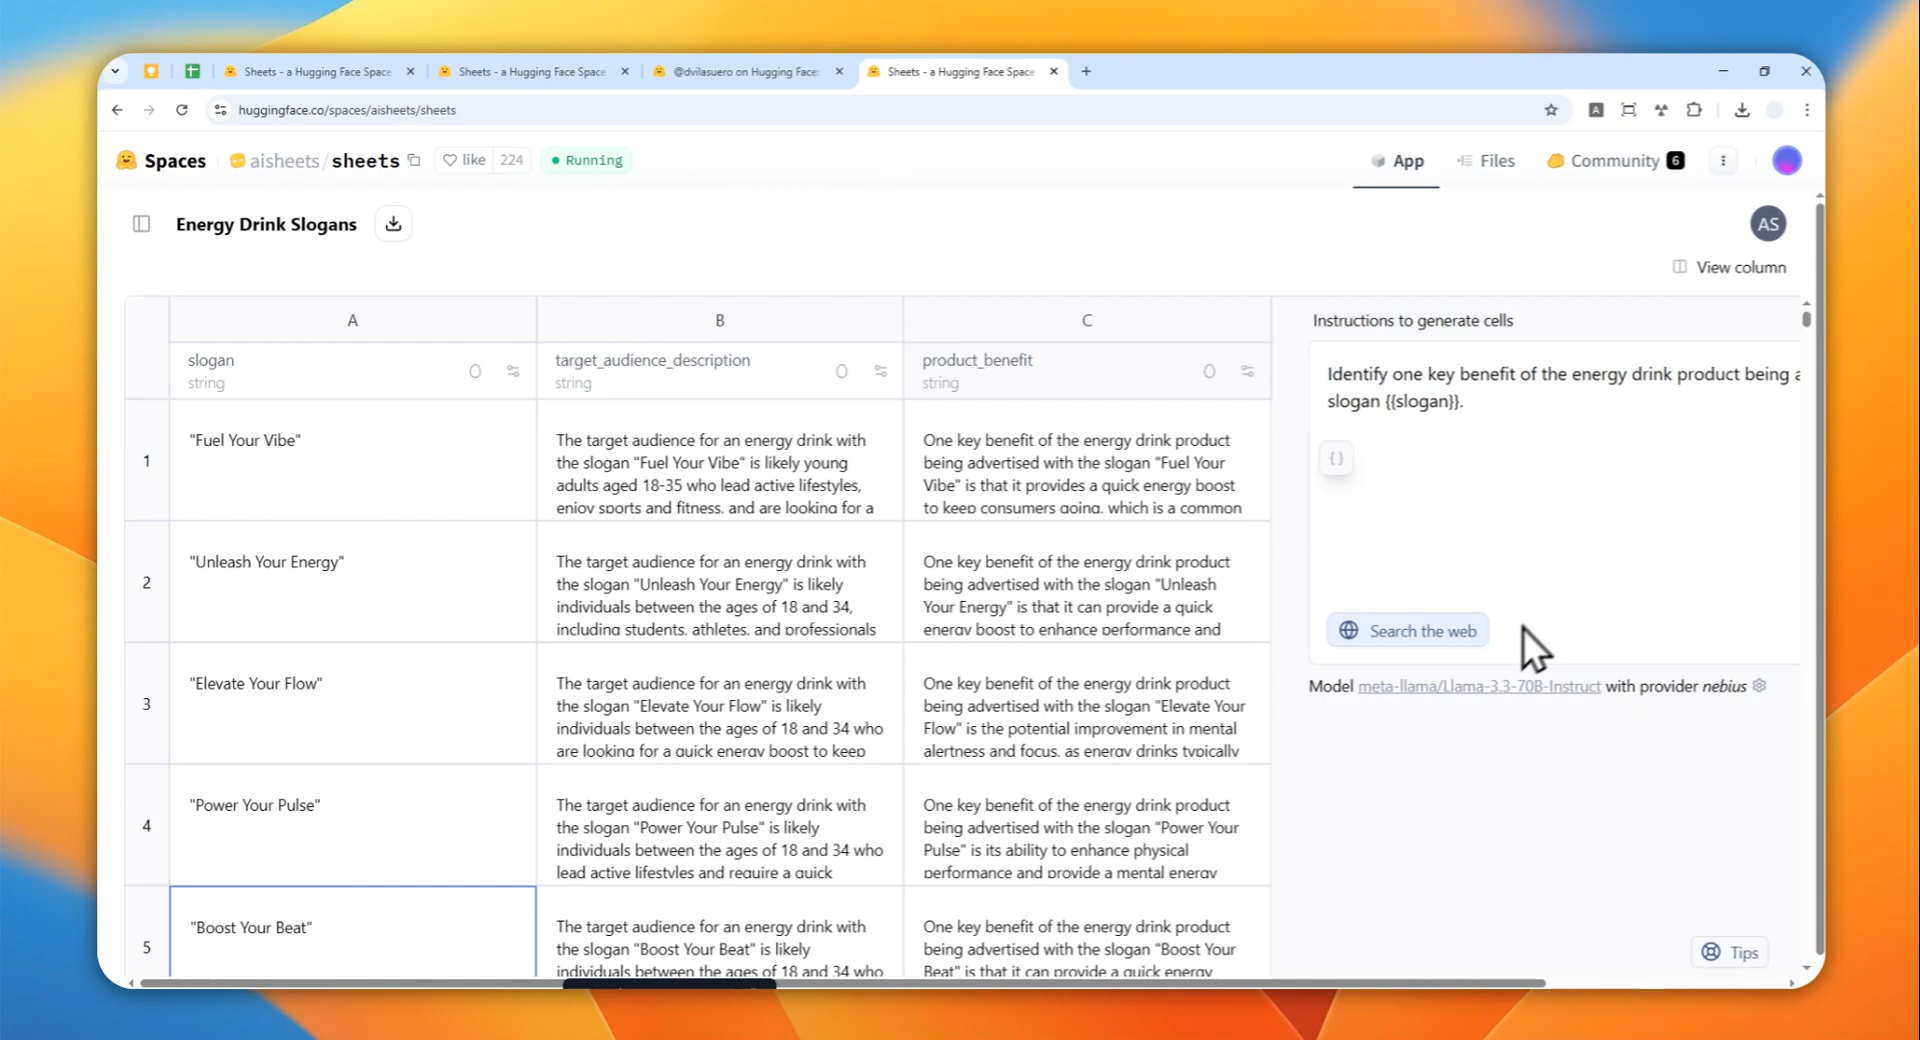 Sheets - a Hugging Face Space
Sheets - a Hugging Face Space
@dvilasuero on Hugging Face:
Sheets - a Hugging Face Space
huggingface.co/spaces/aisheets/sheets
A
Spaces
aisheets/sheets
like 224
Running
App
Files
Community 6
Energy Drink Slogans
AS
View column
A
B
C
Instructions to generate cells
slogan
string
target_audience_description
string
product_benefit
string
Identify one key benefit of the energy drink product being a
slogan {{slogan}}.
{}
1
"Fuel Your Vibe"
The target audience for an energy drink with
the slogan "Fuel Your Vibe" is likely young
adults aged 18-35 who lead active lifestyles,
enjoy sports and fitness, and are looking for a
One key benefit of the energy drink product
being advertised with the slogan "Fuel Your
Vibe" is that it provides a quick energy boost
to keep consumers going, which is a common
2
"Unleash Your Energy"
The target audience for an energy drink with
the slogan "Unleash Your Energy" is likely
individuals between the ages of 18 and 34,
including students, athletes, and professionals
One key benefit of the energy drink product
being advertised with the slogan "Unleash
Your Energy" is that it can provide a quick
energy boost to enhance performance and
Search the web
Model meta-llama/Llama-3.3-70B-Instruct with provider nebius
3
"Elevate Your Flow"
The target audience for an energy drink with
the slogan "Elevate Your Flow" is likely
individuals between the ages of 18 and 34 who
are looking for a quick energy boost to keep
One key benefit of the energy drink product
being advertised with the slogan "Elevate Your
Flow" is the potential improvement in mental
alertness and focus, as energy drinks typically
4
"Power Your Pulse"
The target audience for an energy drink with
the slogan "Power Your Pulse" is likely
individuals between the ages of 18 and 34 who
lead active lifestyles and require a quick
One key benefit of the energy drink product
being advertised with the slogan "Power Your
Pulse" is its ability to enhance physical
performance and provide a mental energy
5
"Boost Your Beat"
The target audience for an energy drink with
the slogan "Boost Your Beat" is likely
individuals between the ages of 18 and 34 who
One key benefit of the energy drink product
being advertised with the slogan "Boost Your
Beat" is that it can provide a quick energy
Tips